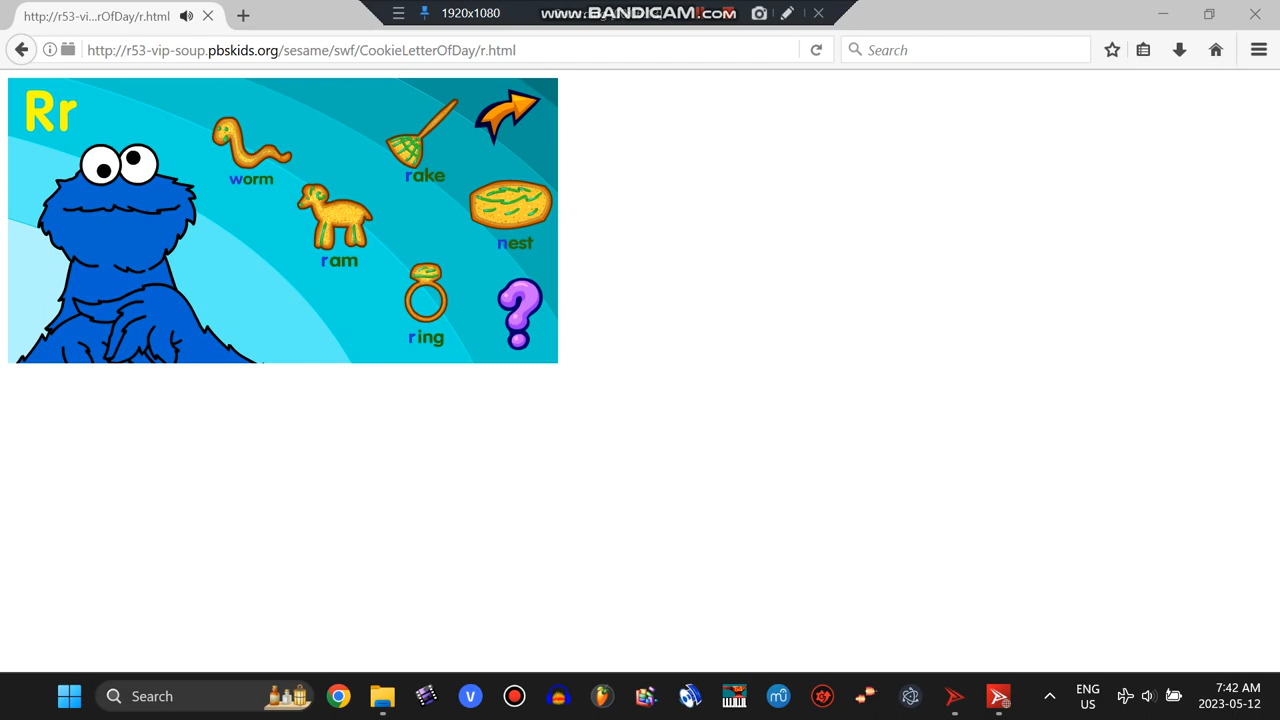 http://r53-vi...rOfDay/r.html
1920x1080
www.BANDICAM.com
http://r53-vip-soup.pbskids.org/sesame/swf/CookieLetterOfDay/r.html
Search
Rr
worm
rake
ram
nest
ring
?
Search
V
ENG
US
7:42 AM
2023-05-12